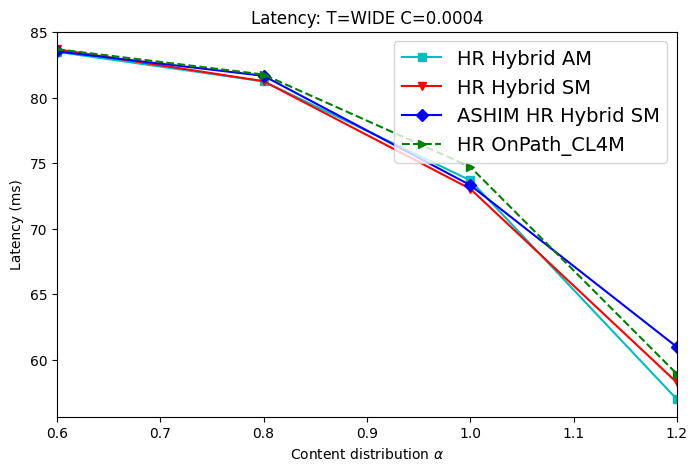 Latency: T=WIDE C=0.0004
85
80
75
70
65
60
Latency (ms)
HR Hybrid AM
HR Hybrid SM
ASHIM HR Hybrid SM
HR OnPath_CL4M
0.6 0.7 0.8 0.9 1.0 1.1 1.2
Content distribution α